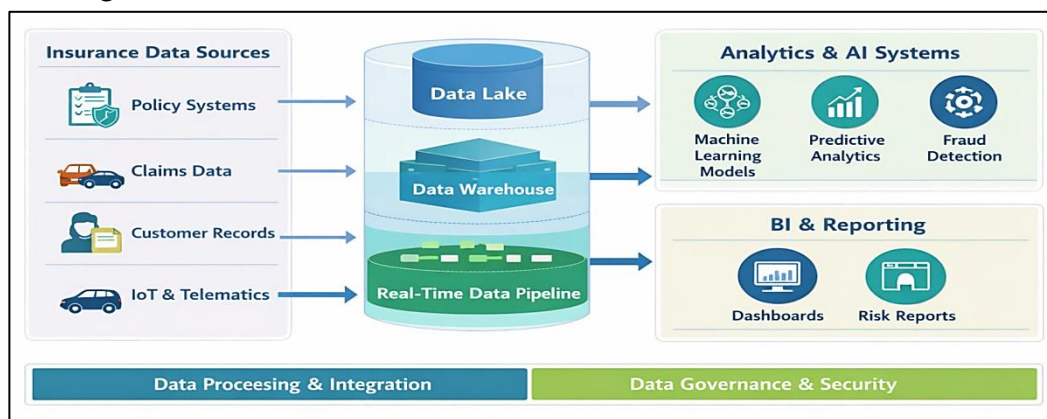 Insurance Data Sources
Policy Systems
Claims Data
Customer Records
IoT & Telematics
Data Lake
Data Warehouse
Real-Time Data Pipeline
Analytics & AI Systems
Machine
Learning
Models
Predictive
Analytics
Fraud
Detection
BI & Reporting
Dashboards
Risk Reports
Data Proceesing & Integration
Data Governance & Security